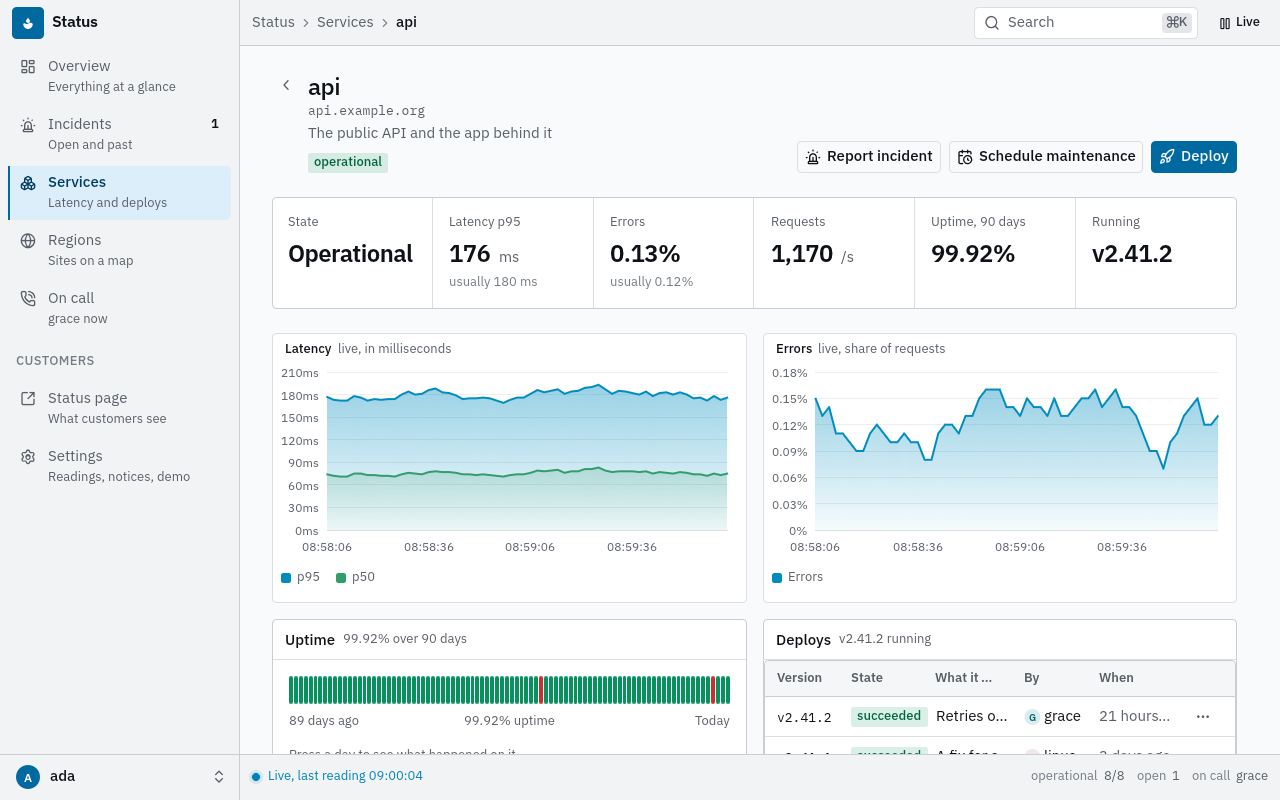 Status
Overview
Everything at a glance
Incidents 1
Open and past
Services
Latency and deploys
Regions
Sites on a map
On call
grace now
CUSTOMERS
Status page
What customers see
Settings
Readings, notices, demo
A ada
Status > Services > api
Search ⌘K
Live
api
api.example.org
The public API and the app behind it
operational
Report incident
Schedule maintenance
Deploy
State
Operational
Latency p95
176 ms
usually 180 ms
Errors
0.13%
usually 0.12%
Requests
1,170 /s
Uptime, 90 days
99.92%
Running
v2.41.2
Latency live, in milliseconds
210ms
180ms
150ms
120ms
90ms
60ms
30ms
0ms
08:58:06 08:58:36 08:59:06 08:59:36
p95 p50
Errors live, share of requests
0.18%
0.15%
0.12%
0.09%
0.06%
0.03%
0%
08:58:06 08:58:36 08:59:06 08:59:36
Errors
Uptime 99.92% over 90 days
89 days ago 99.92% uptime Today
Press a day to see what happened on it
Deploys v2.41.2 running
Version State What it ... By When
v2.41.2 succeeded Retries o... G grace 21 hours...
Live, last reading 09:00:04
operational 8/8 open 1 on call grace